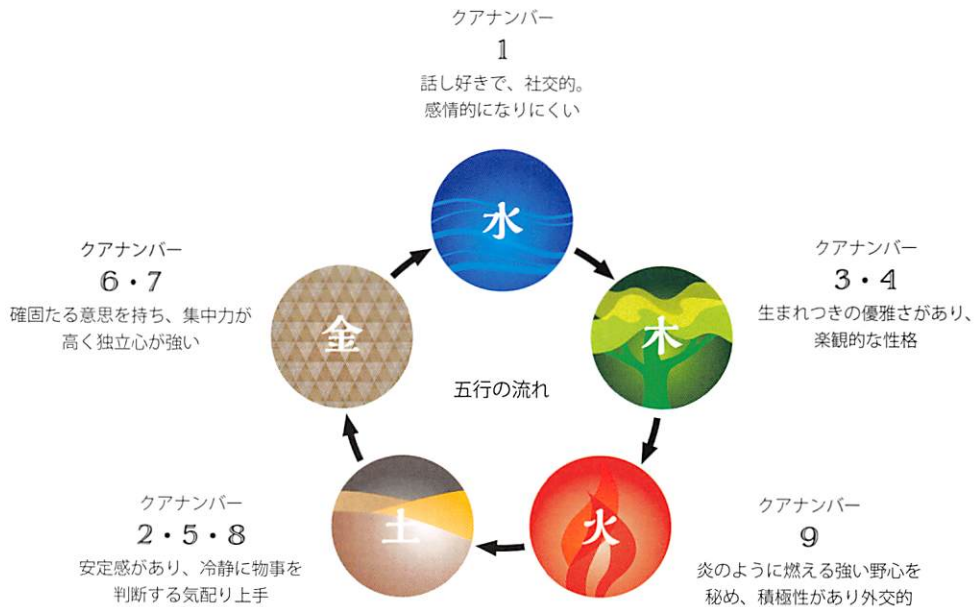 クアナンバー
1
話し好きで、社交的。
感情的になりにくい
水
クアナンバー
3・4
生まれつきの優雅さがあり、
楽観的な性格
木
クアナンバー
9
炎のように燃える強い野心を
秘め、積極性があり外交的
火
クアナンバー
2・5・8
安定感があり、冷静に物事を
判断する気配り上手
土
クアナンバー
6・7
確固たる意思を持ち、集中力が
高く独立心が強い
金
五行の流れ